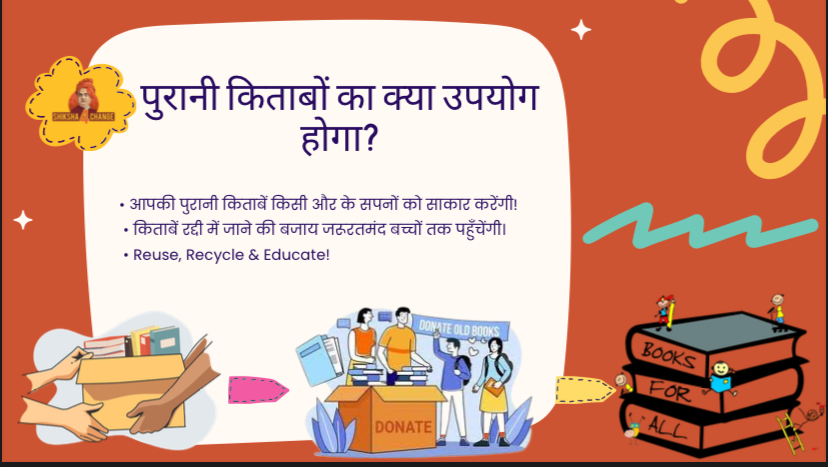 SHIKSHA CHANGE
पुरानी किताबों का क्या उपयोग
होगा?
• आपकी पुरानी किताबें किसी और के सपनों को साकार करेंगी!
• किताबें रद्दी में जाने की बजाय जरूरतमंद बच्चों तक पहुँचेंगी।
• Reuse, Recycle & Educate!
DONATE OLD BOOKS
DONATE
BOOKS
FOR
ALL